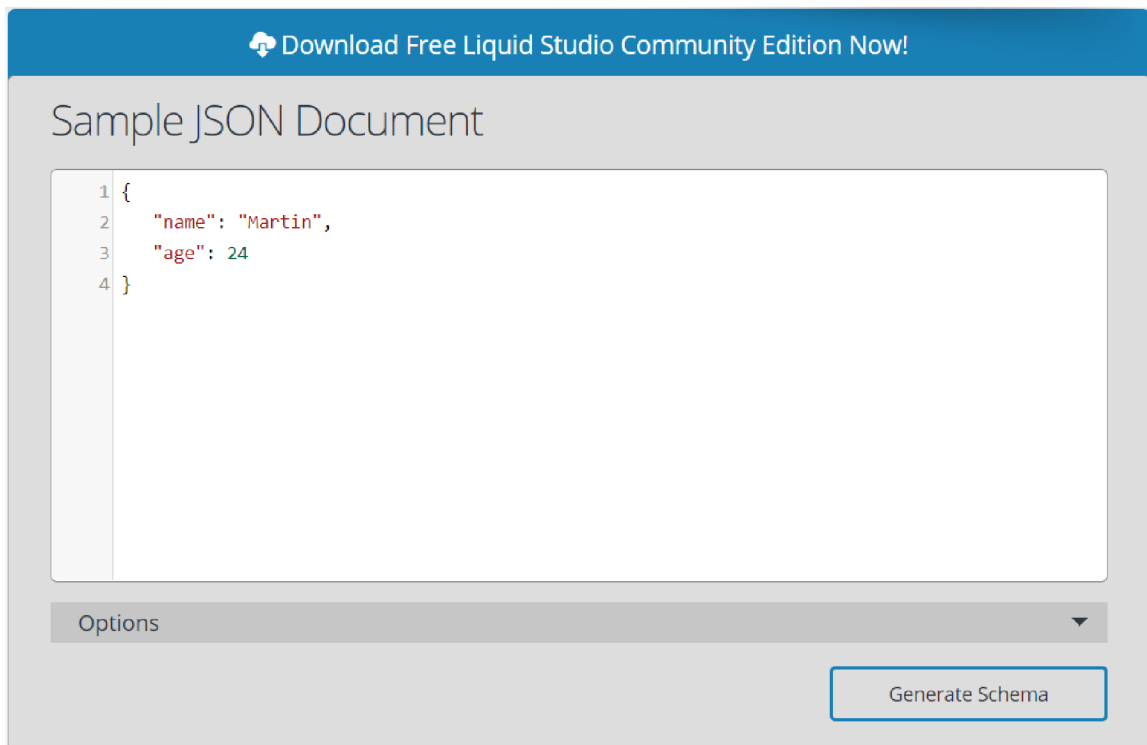 Download Free Liquid Studio Community Edition Now!
Sample JSON Document
1 {
2 "name": "Martin",
3 "age": 24
4 }
Options
Generate Schema